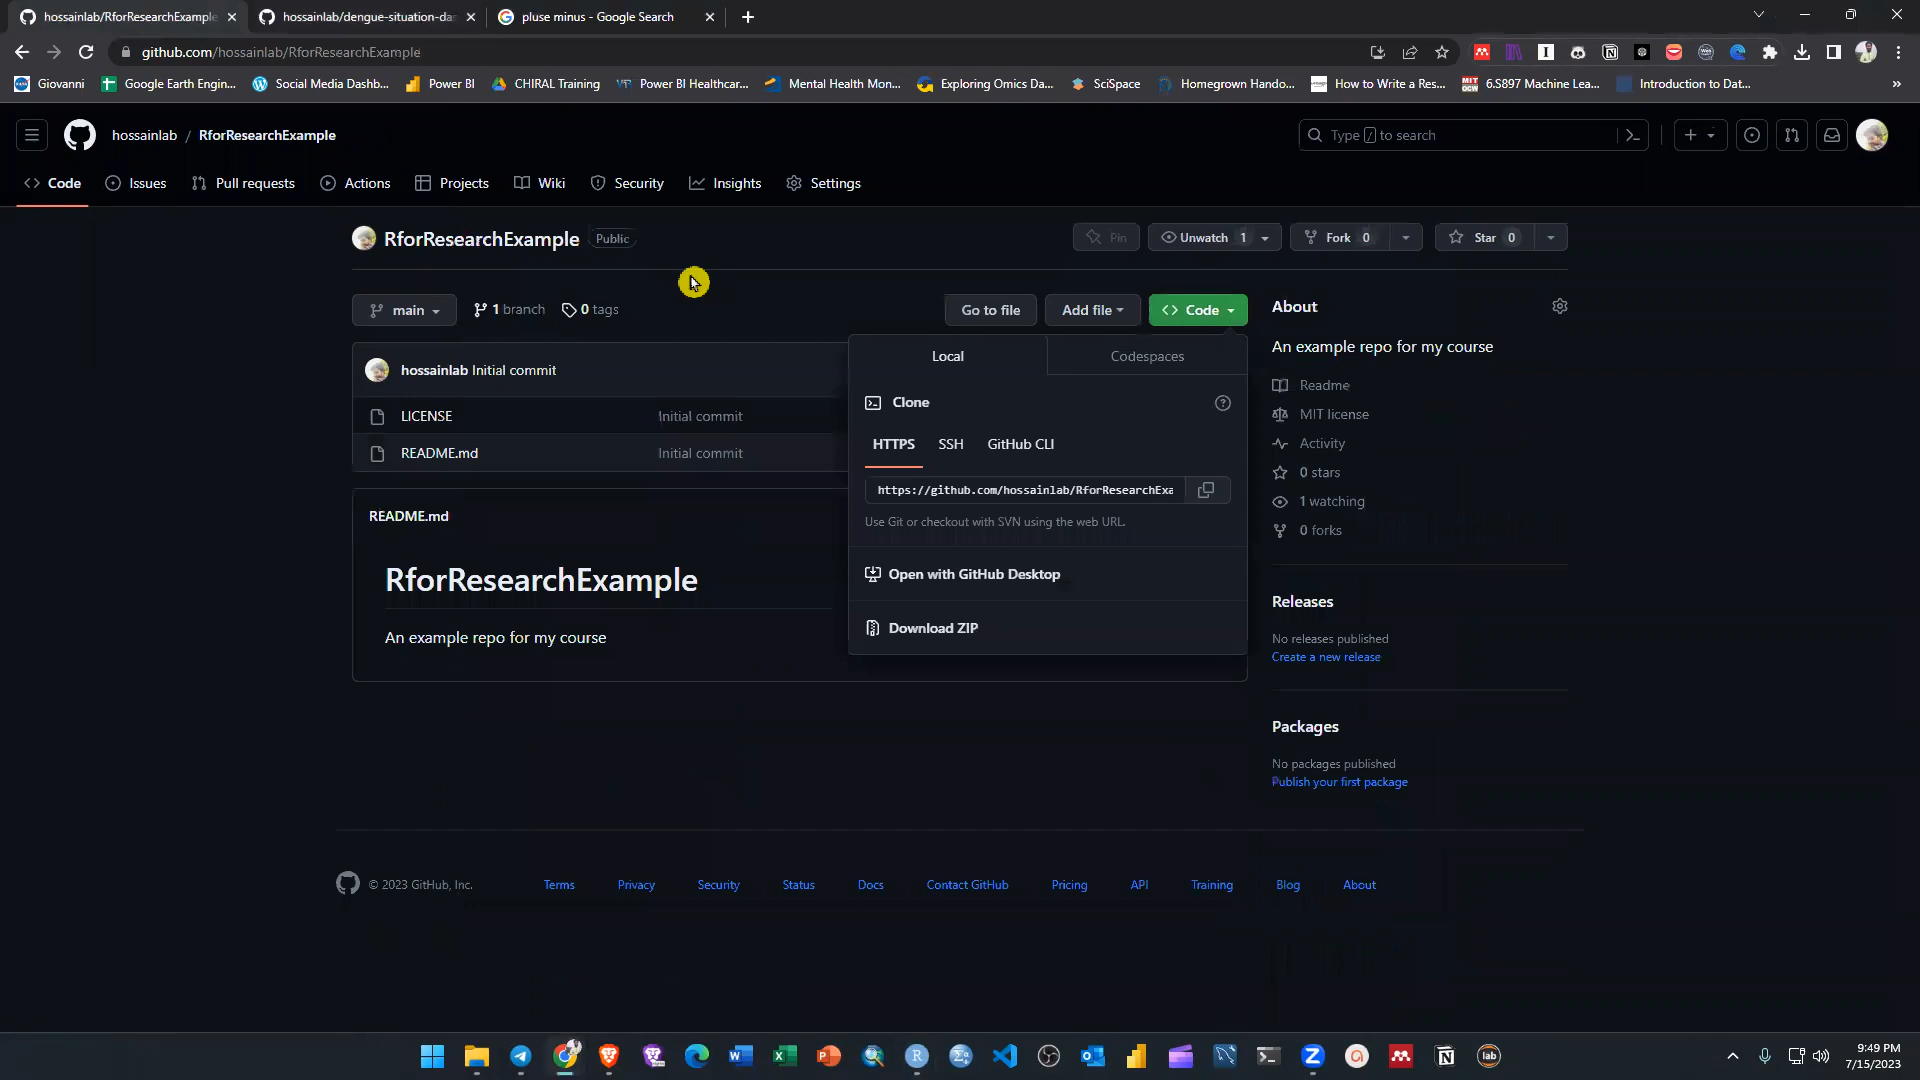 hossainlab/RforResearchExample
hossainlab/dengue-situation-das
pluse minus - Google Search
github.com/hossainlab/RforResearchExample
Giovanni
Google Earth Engin...
Social Media Dashb...
Power BI
CHIRAL Training
Power BI Healthcar...
Mental Health Mon...
Exploring Omics Da...
SciSpace
Homegrown Hando...
How to Write a Res...
6.S897 Machine Lea...
Introduction to Dat...
hossainlab / RforResearchExample
Type / to search
Code
Issues
Pull requests
Actions
Projects
Wiki
Security
Insights
Settings
RforResearchExample Public
Pin
Unwatch 1
Fork 0
Star 0
main
1 branch
0 tags
Go to file
Add file
Code
About
Local
Codespaces
An example repo for my course
hossainlab Initial commit
Readme
Clone
LICENSE
Initial commit
MIT license
HTTPS
SSH
GitHub CLI
Activity
README.md
Initial commit
0 stars
https://github.com/hossainlab/RforResearchExa
1 watching
README.md
Use Git or checkout with SVN using the web URL.
0 forks
RforResearchExample
Open with GitHub Desktop
Releases
An example repo for my course
Download ZIP
No releases published
Create a new release
Packages
No packages published
Publish your first package
© 2023 GitHub, Inc.
Terms
Privacy
Security
Status
Docs
Contact GitHub
Pricing
API
Training
Blog
About
9:49 PM
7/15/2023